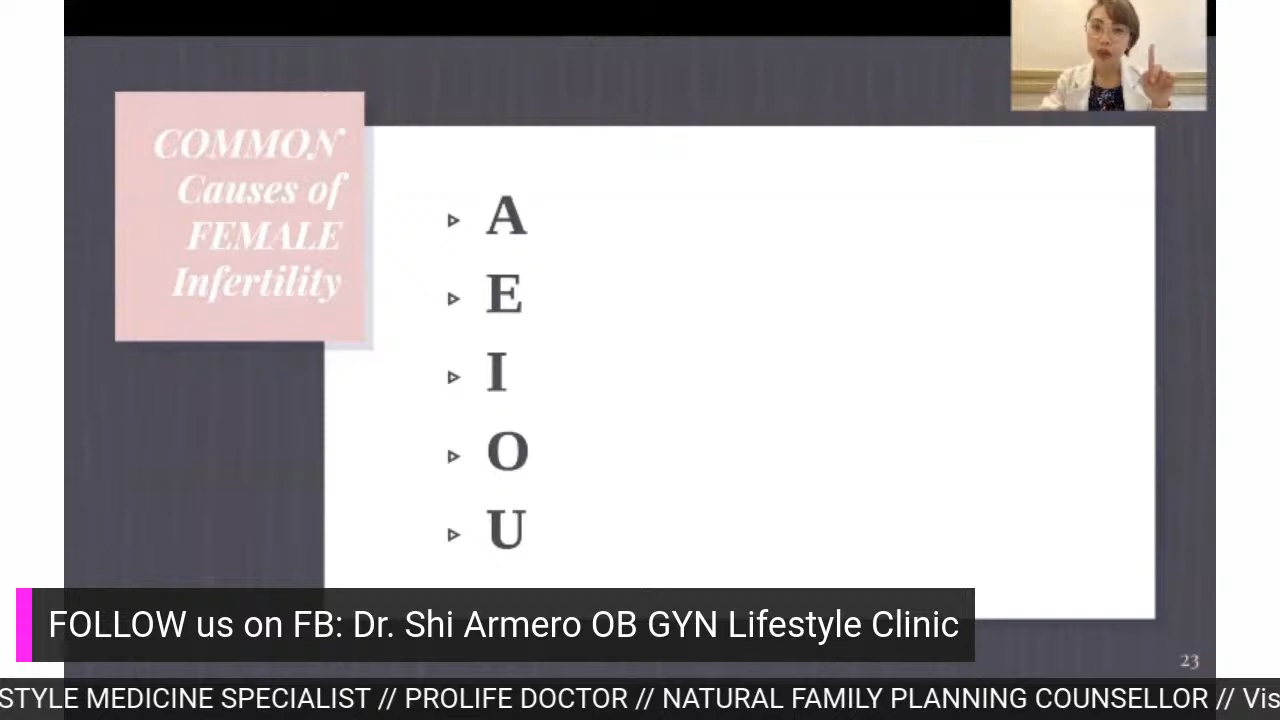 COMMON
Causes of
FEMALE
Infertility
A
E
I
O
U
FOLLOW us on FB: Dr. Shi Armero OB GYN Lifestyle Clinic
23
STYLE MEDICINE SPECIALIST // PROLIFE DOCTOR // NATURAL FAMILY PLANNING COUNSELLOR // Vis